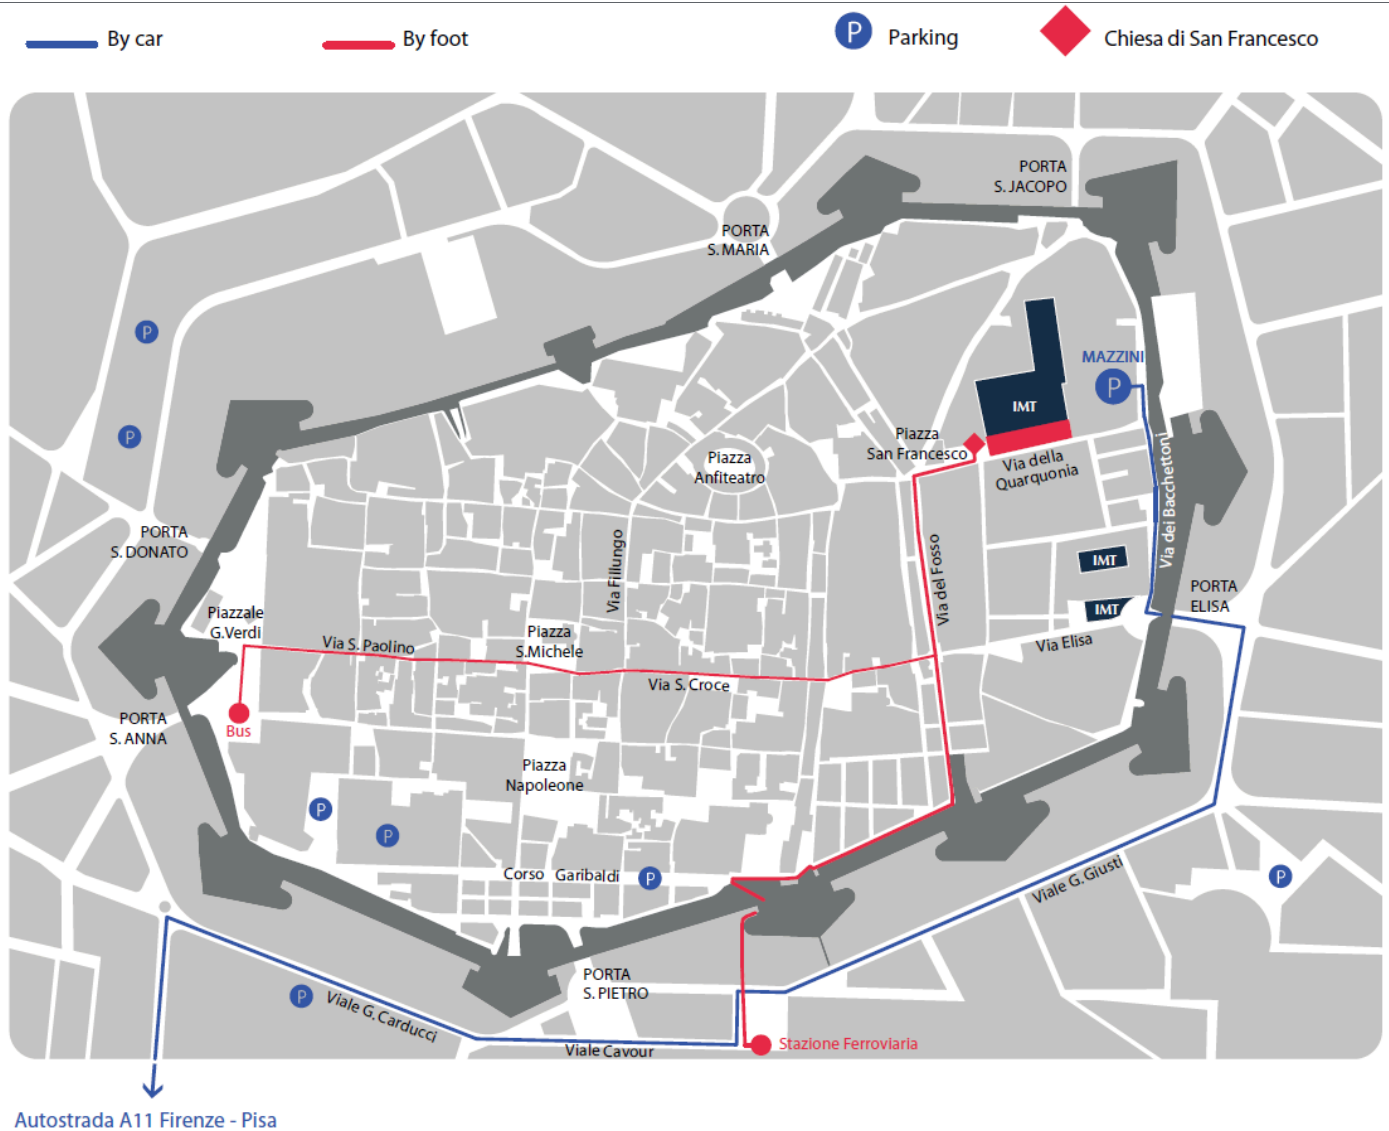 By car
By foot
P
Parking
Chiesa di San Francesco
PORTA
S. JACOPO
PORTA
S. MARIA
P
MAZZINI
P
P
IMT
Piazza
San Francesco
Piazza
Anfiteatro
Via della
Quarquonia
Via dei Bacchettoni
PORTA
S. DONATO
Via Fillungo
Via del Fosso
IMT
IMT
PORTA
ELISA
Piazzale
G.Verdi
Via S. Paolino
Piazza
S.Michele
Via Elisa
Via S. Croce
PORTA
S. ANNA
Bus
Piazza
Napoleone
P
P
Corso Garibaldi
P
P
Viale G. Giusti
PORTA
S. PIETRO
P
Viale G. Carducci
Viale Cavour
Stazione Ferroviaria
Autostrada A11 Firenze - Pisa